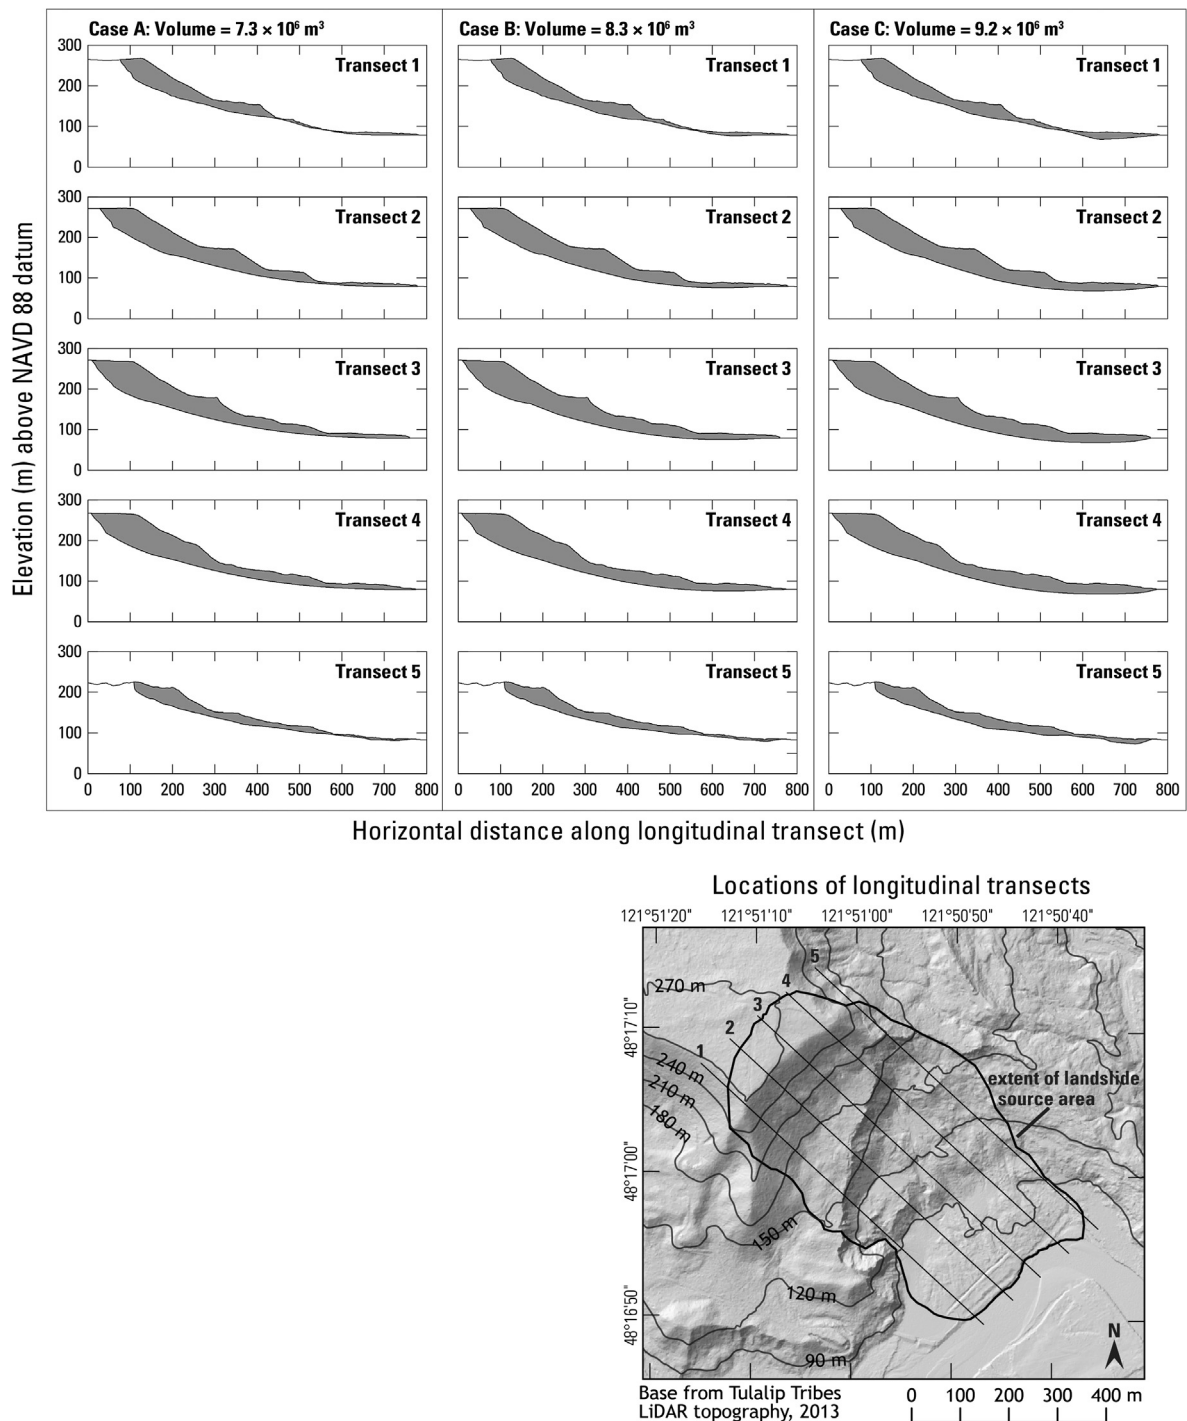 Case A: Volume = 7.3 × 10⁶ m³
Case B: Volume = 8.3 × 10⁶ m³
Case C: Volume = 9.2 × 10⁶ m³
Elevation (m) above NAVD 88 datum
300
200
100
0
Transect 1
Transect 1
Transect 1
300
200
100
0
Transect 2
Transect 2
Transect 2
300
200
100
0
Transect 3
Transect 3
Transect 3
300
200
100
0
Transect 4
Transect 4
Transect 4
300
200
100
0
Transect 5
Transect 5
Transect 5
0 100 200 300 400 500 600 700 800
0 100 200 300 400 500 600 700 800
0 100 200 300 400 500 600 700 800
Horizontal distance along longitudinal transect (m)
Locations of longitudinal transects
121°51'20" 121°51'10" 121°51'00" 121°50'50" 121°50'40"
48°17'10"
48°17'00"
48°16'50"
5
4
3
2
1
270 m
240 m
210 m
180 m
150 m
120 m
90 m
extent of landslide
source area
N
Base from Tulalip Tribes
LiDAR topography, 2013
0 100 200 300 400 m